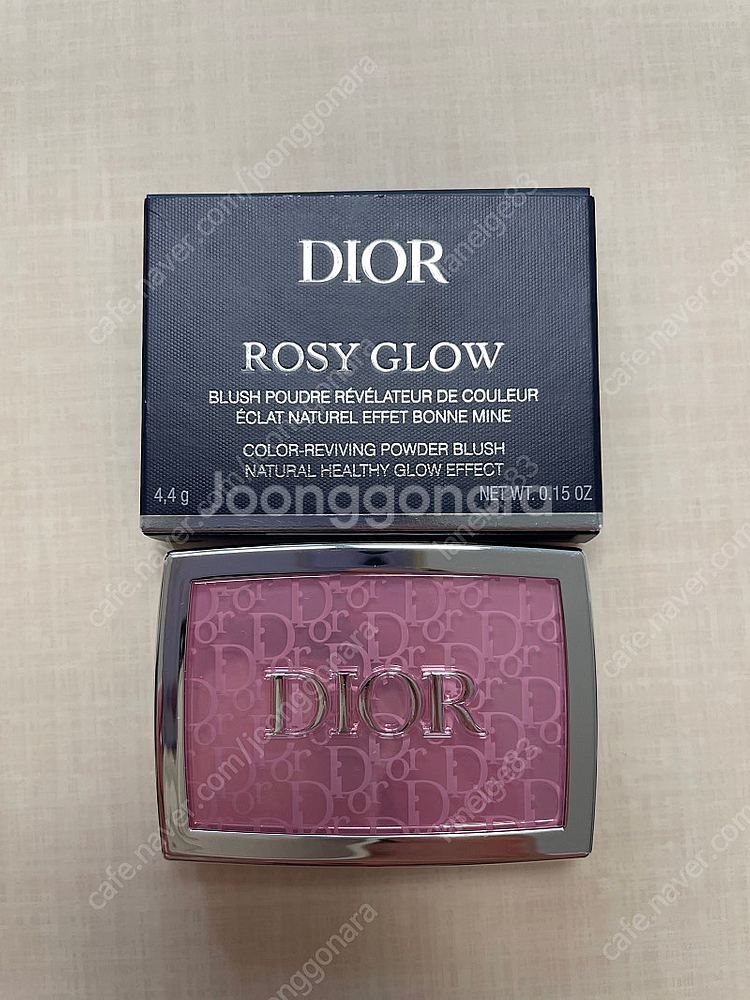 DIOR
ROSY GLOW
BLUSH POUDRE RÉVÉLATEUR DE COULEUR
ÉCLAT NATUREL EFFET BONNE MINE
COLOR-REVIVING POWDER BLUSH
NATURAL HEALTHY GLOW EFFECT
4,4 g NET WT. 0.15 OZ
Joonggonara
DIOR
cafe.naver.com/joonggonara
laneige83